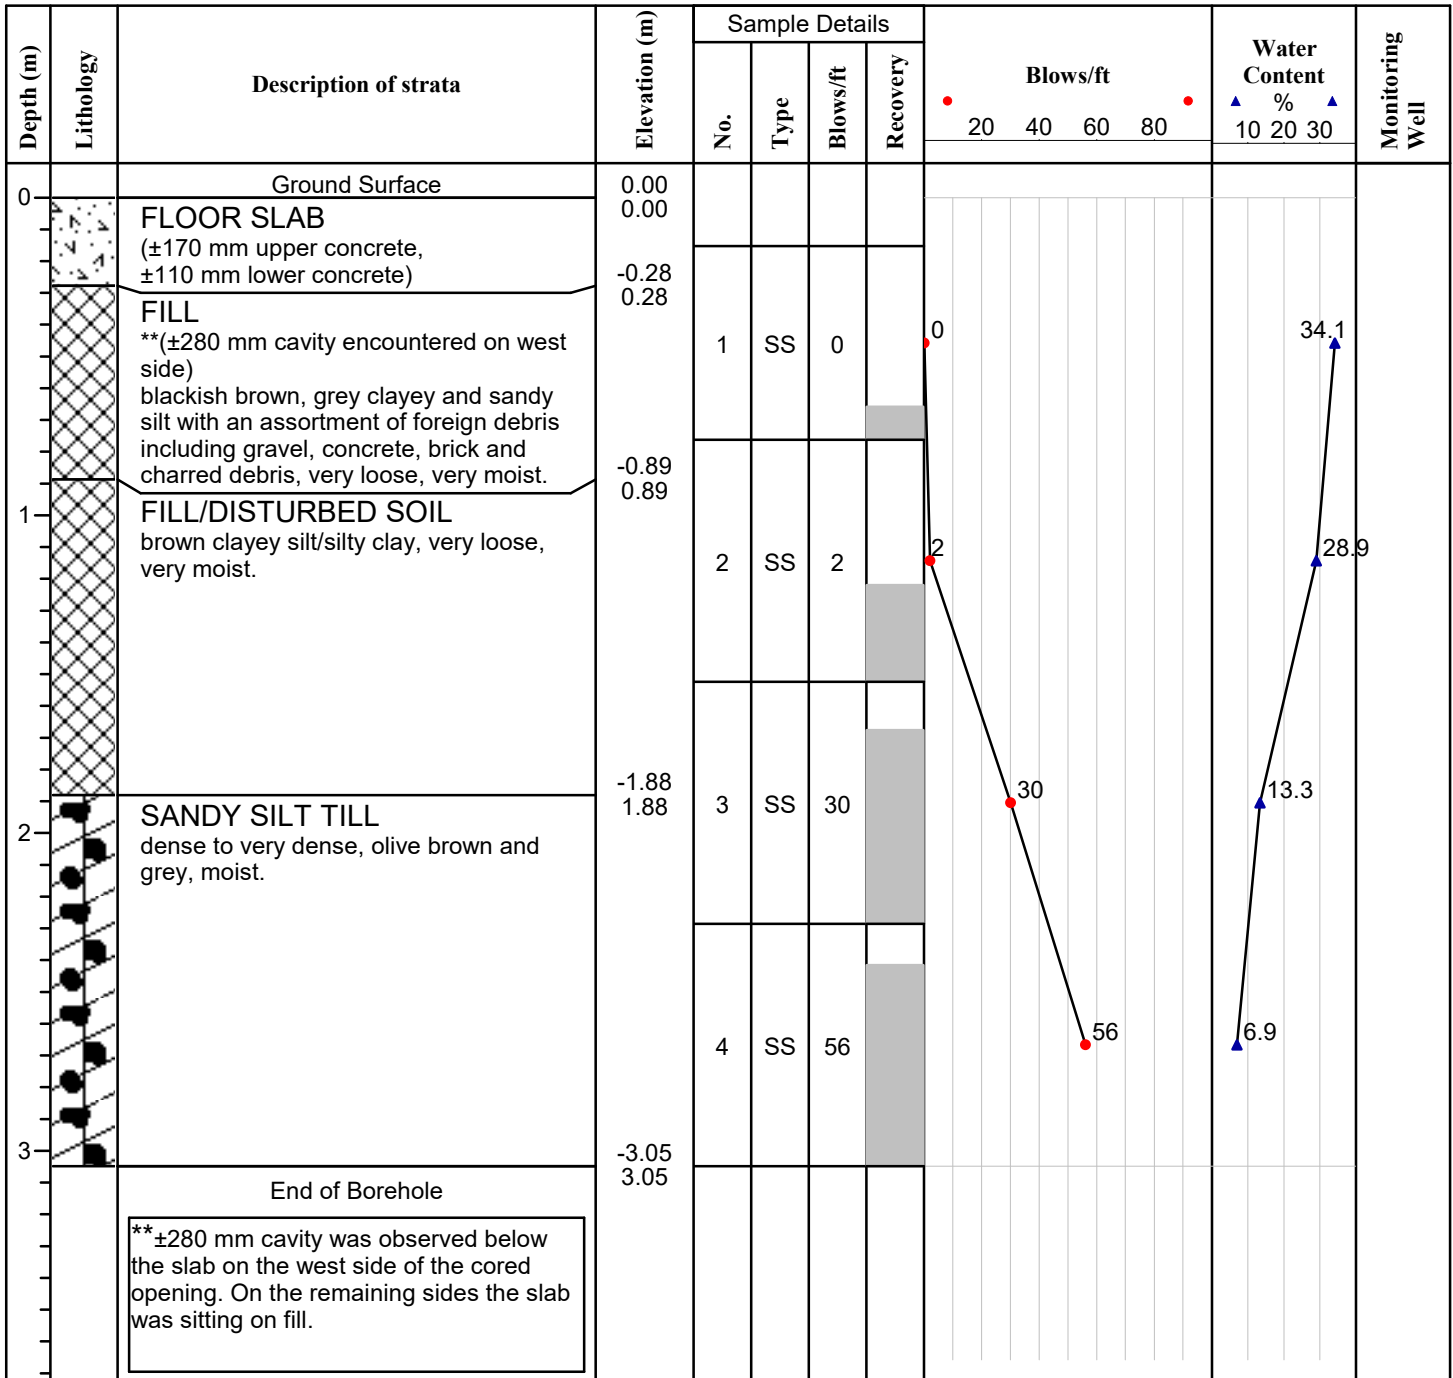 Depth (m)
Lithology
Description of strata
Elevation (m)
Sample Details
No.
Type
Blows/ft
Recovery
Blows/ft
20 40 60 80
Water
Content
%
10 20 30
Monitoring
Well
Ground Surface
0.00
0
0.00
FLOOR SLAB
(±170 mm upper concrete,
±110 mm lower concrete)
-0.28
0.28
FILL
**(±280 mm cavity encountered on west
side)
blackish brown, grey clayey and sandy
silt with an assortment of foreign debris
including gravel, concrete, brick and
charred debris, very loose, very moist.
1 SS 0
0
34.1
-0.89
0.89
1
FILL/DISTURBED SOIL
brown clayey silt/silty clay, very loose,
very moist.
2 SS 2
2
28.9
-1.88
1.88
2
SANDY SILT TILL
dense to very dense, olive brown and
grey, moist.
3 SS 30
30
13.3
4 SS 56
56
6.9
3
-3.05
3.05
End of Borehole
**±280 mm cavity was observed below
the slab on the west side of the cored
opening. On the remaining sides the slab
was sitting on fill.